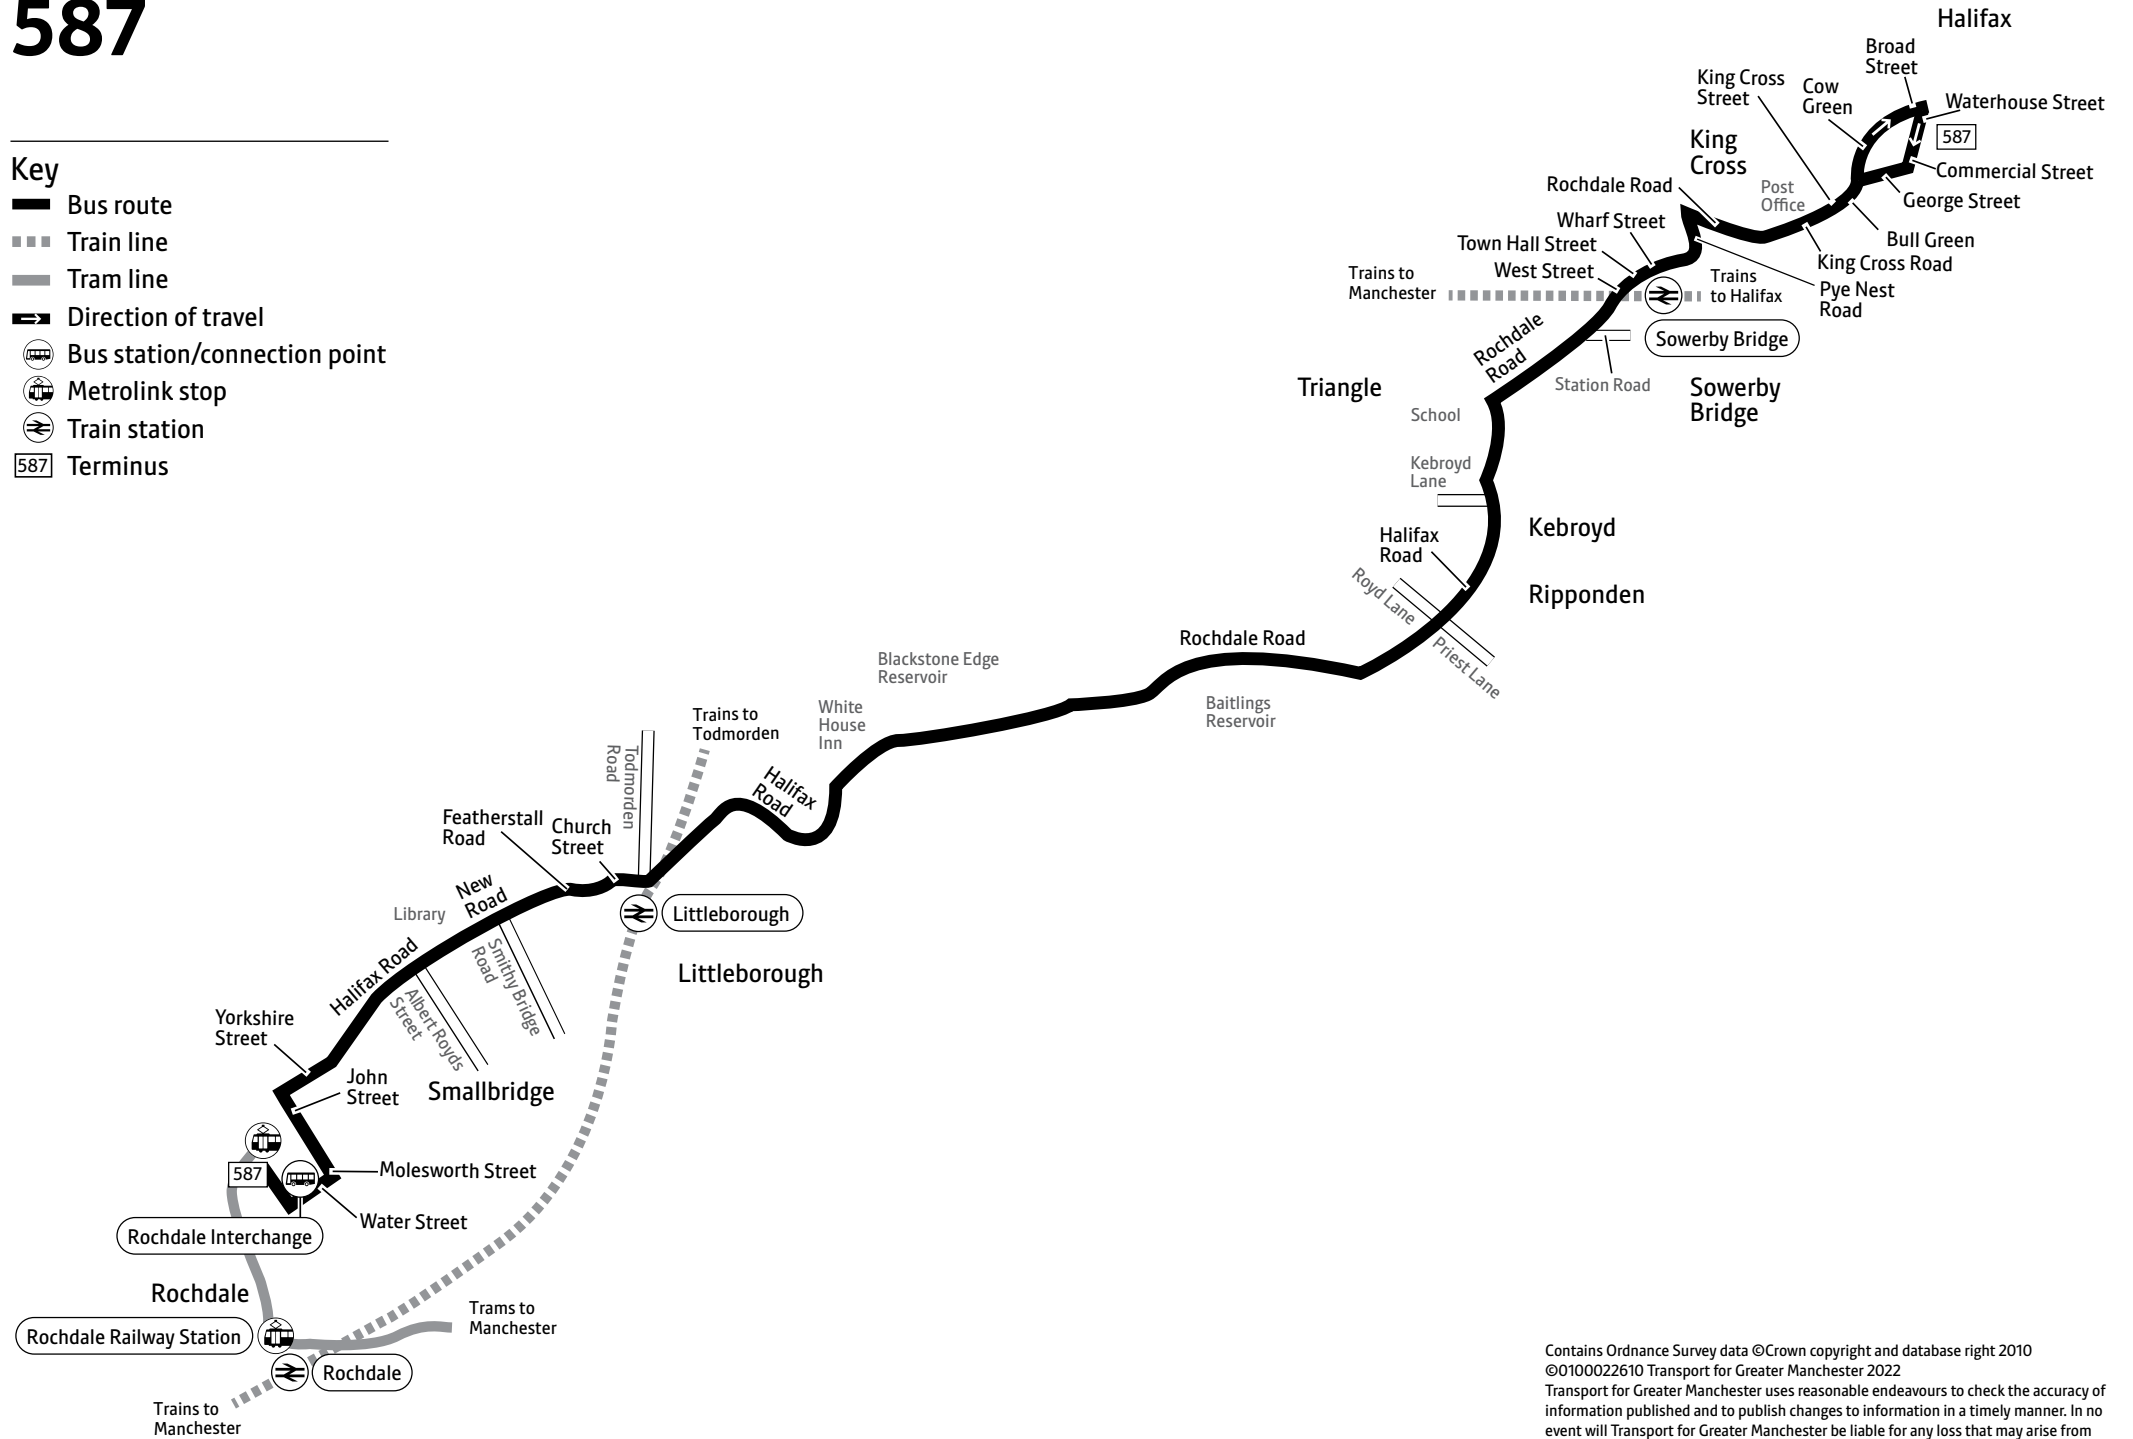 587
Key
Bus route
Train line
Tram line
Direction of travel
Bus station/connection point
Metrolink stop
Train station
587 Terminus
Halifax
Broad
Street
King Cross
Street
Cow
Green
Waterhouse Street
587
King
Cross
Commercial Street
Rochdale Road
Post
Office
George Street
Wharf Street
Bull Green
Town Hall Street
King Cross Road
West Street
Trains to
Manchester
Trains
to Halifax
Pye Nest
Road
Sowerby Bridge
Rochdale
Road
Station Road
Triangle
Sowerby
Bridge
School
Kebroyd
Lane
Kebroyd
Halifax
Road
Royd Lane
Ripponden
Priest Lane
Rochdale Road
Blackstone Edge
Reservoir
Baitlings
Reservoir
White
House
Inn
Trains to
Todmorden
Todmorden
Road
Halifax
Road
Featherstall
Road
Church
Street
New
Road
Library
Littleborough
Littleborough
Smithy Bridge
Road
Halifax Road
Albert Royds
Street
Yorkshire
Street
John
Street
Smallbridge
587
Molesworth Street
Water Street
Rochdale Interchange
Rochdale
Trams to
Manchester
Rochdale Railway Station
Rochdale
Trains to
Manchester
Contains Ordnance Survey data ©Crown copyright and database right 2010
©0100022610 Transport for Greater Manchester 2022
Transport for Greater Manchester uses reasonable endeavours to check the accuracy of
information published and to publish changes to information in a timely manner. In no
event will Transport for Greater Manchester be liable for any loss that may arise from